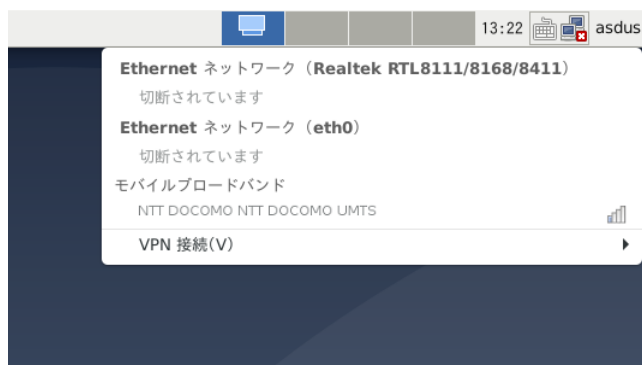 13:22 asdus
Ethernet ネットワーク (Realtek RTL8111/8168/8411)
切断されています
Ethernet ネットワーク (eth0)
切断されています
モバイルブロードバンド
NTT DOCOMO NTT DOCOMO UMTS
VPN 接続(V)